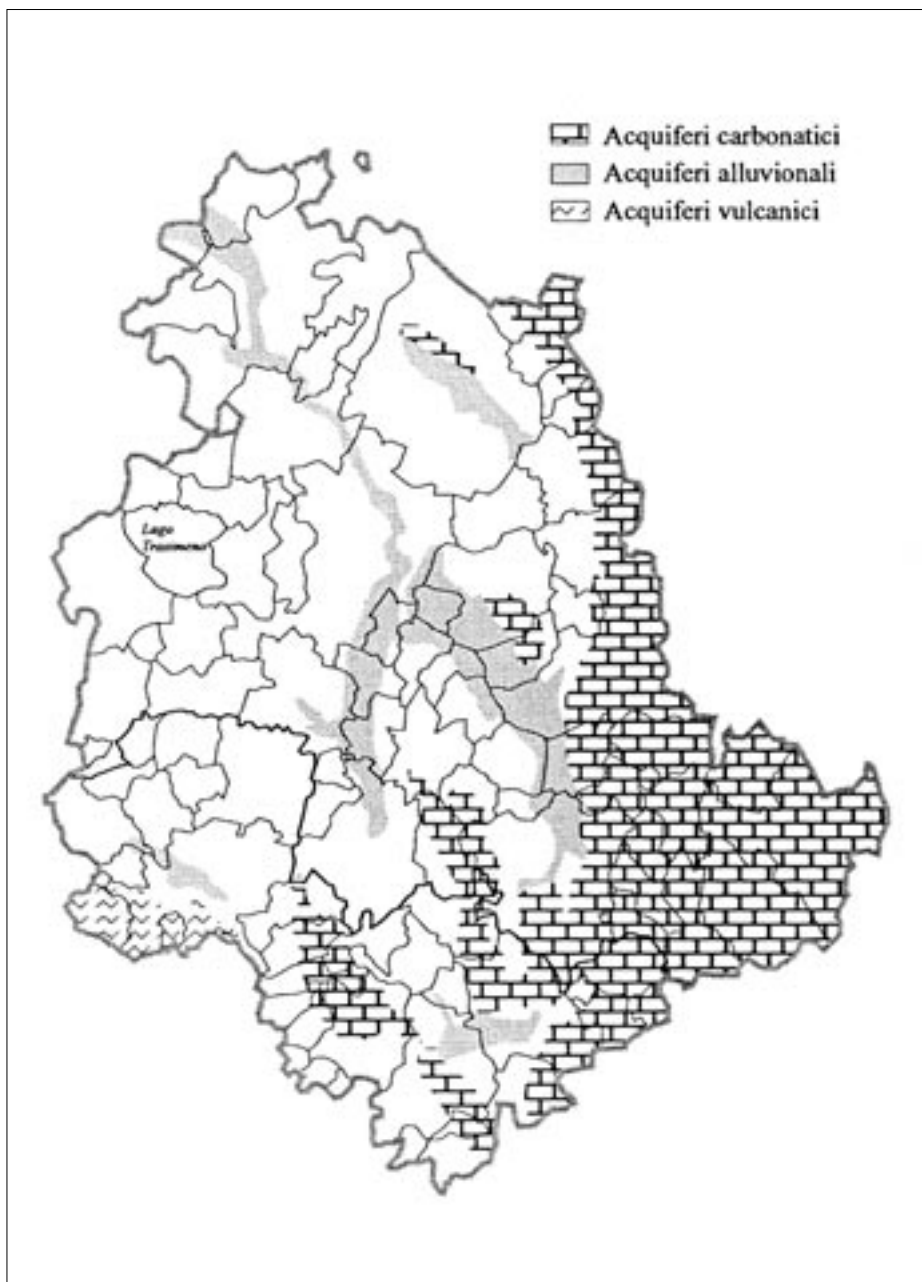 Acquiferi carbonatici
Acquiferi alluvionali
Acquiferi vulcanici
Lago
Trasimeno